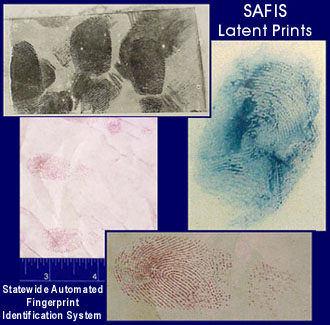 SAFIS
Latent Prints
3 4
Statewide Automated
Fingerprint
Identification System